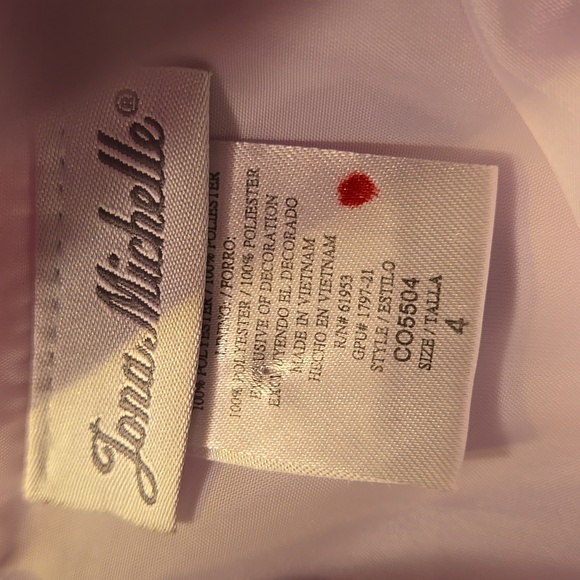 Jona Michelle®
100% POLYESTER / 100% POLIESTER
LINING: / FORRO:
100% POLYESTER / 100% POLIESTER
EXCLUSIVE OF DECORATION
EXCLUYENDO EL DECORADO
MADE IN VIETNAM
HECHO EN VIETNAM
R/N# 61953
GPU# 1797-21
STYLE / ESTILO
CO5504
SIZE / TALLA
4